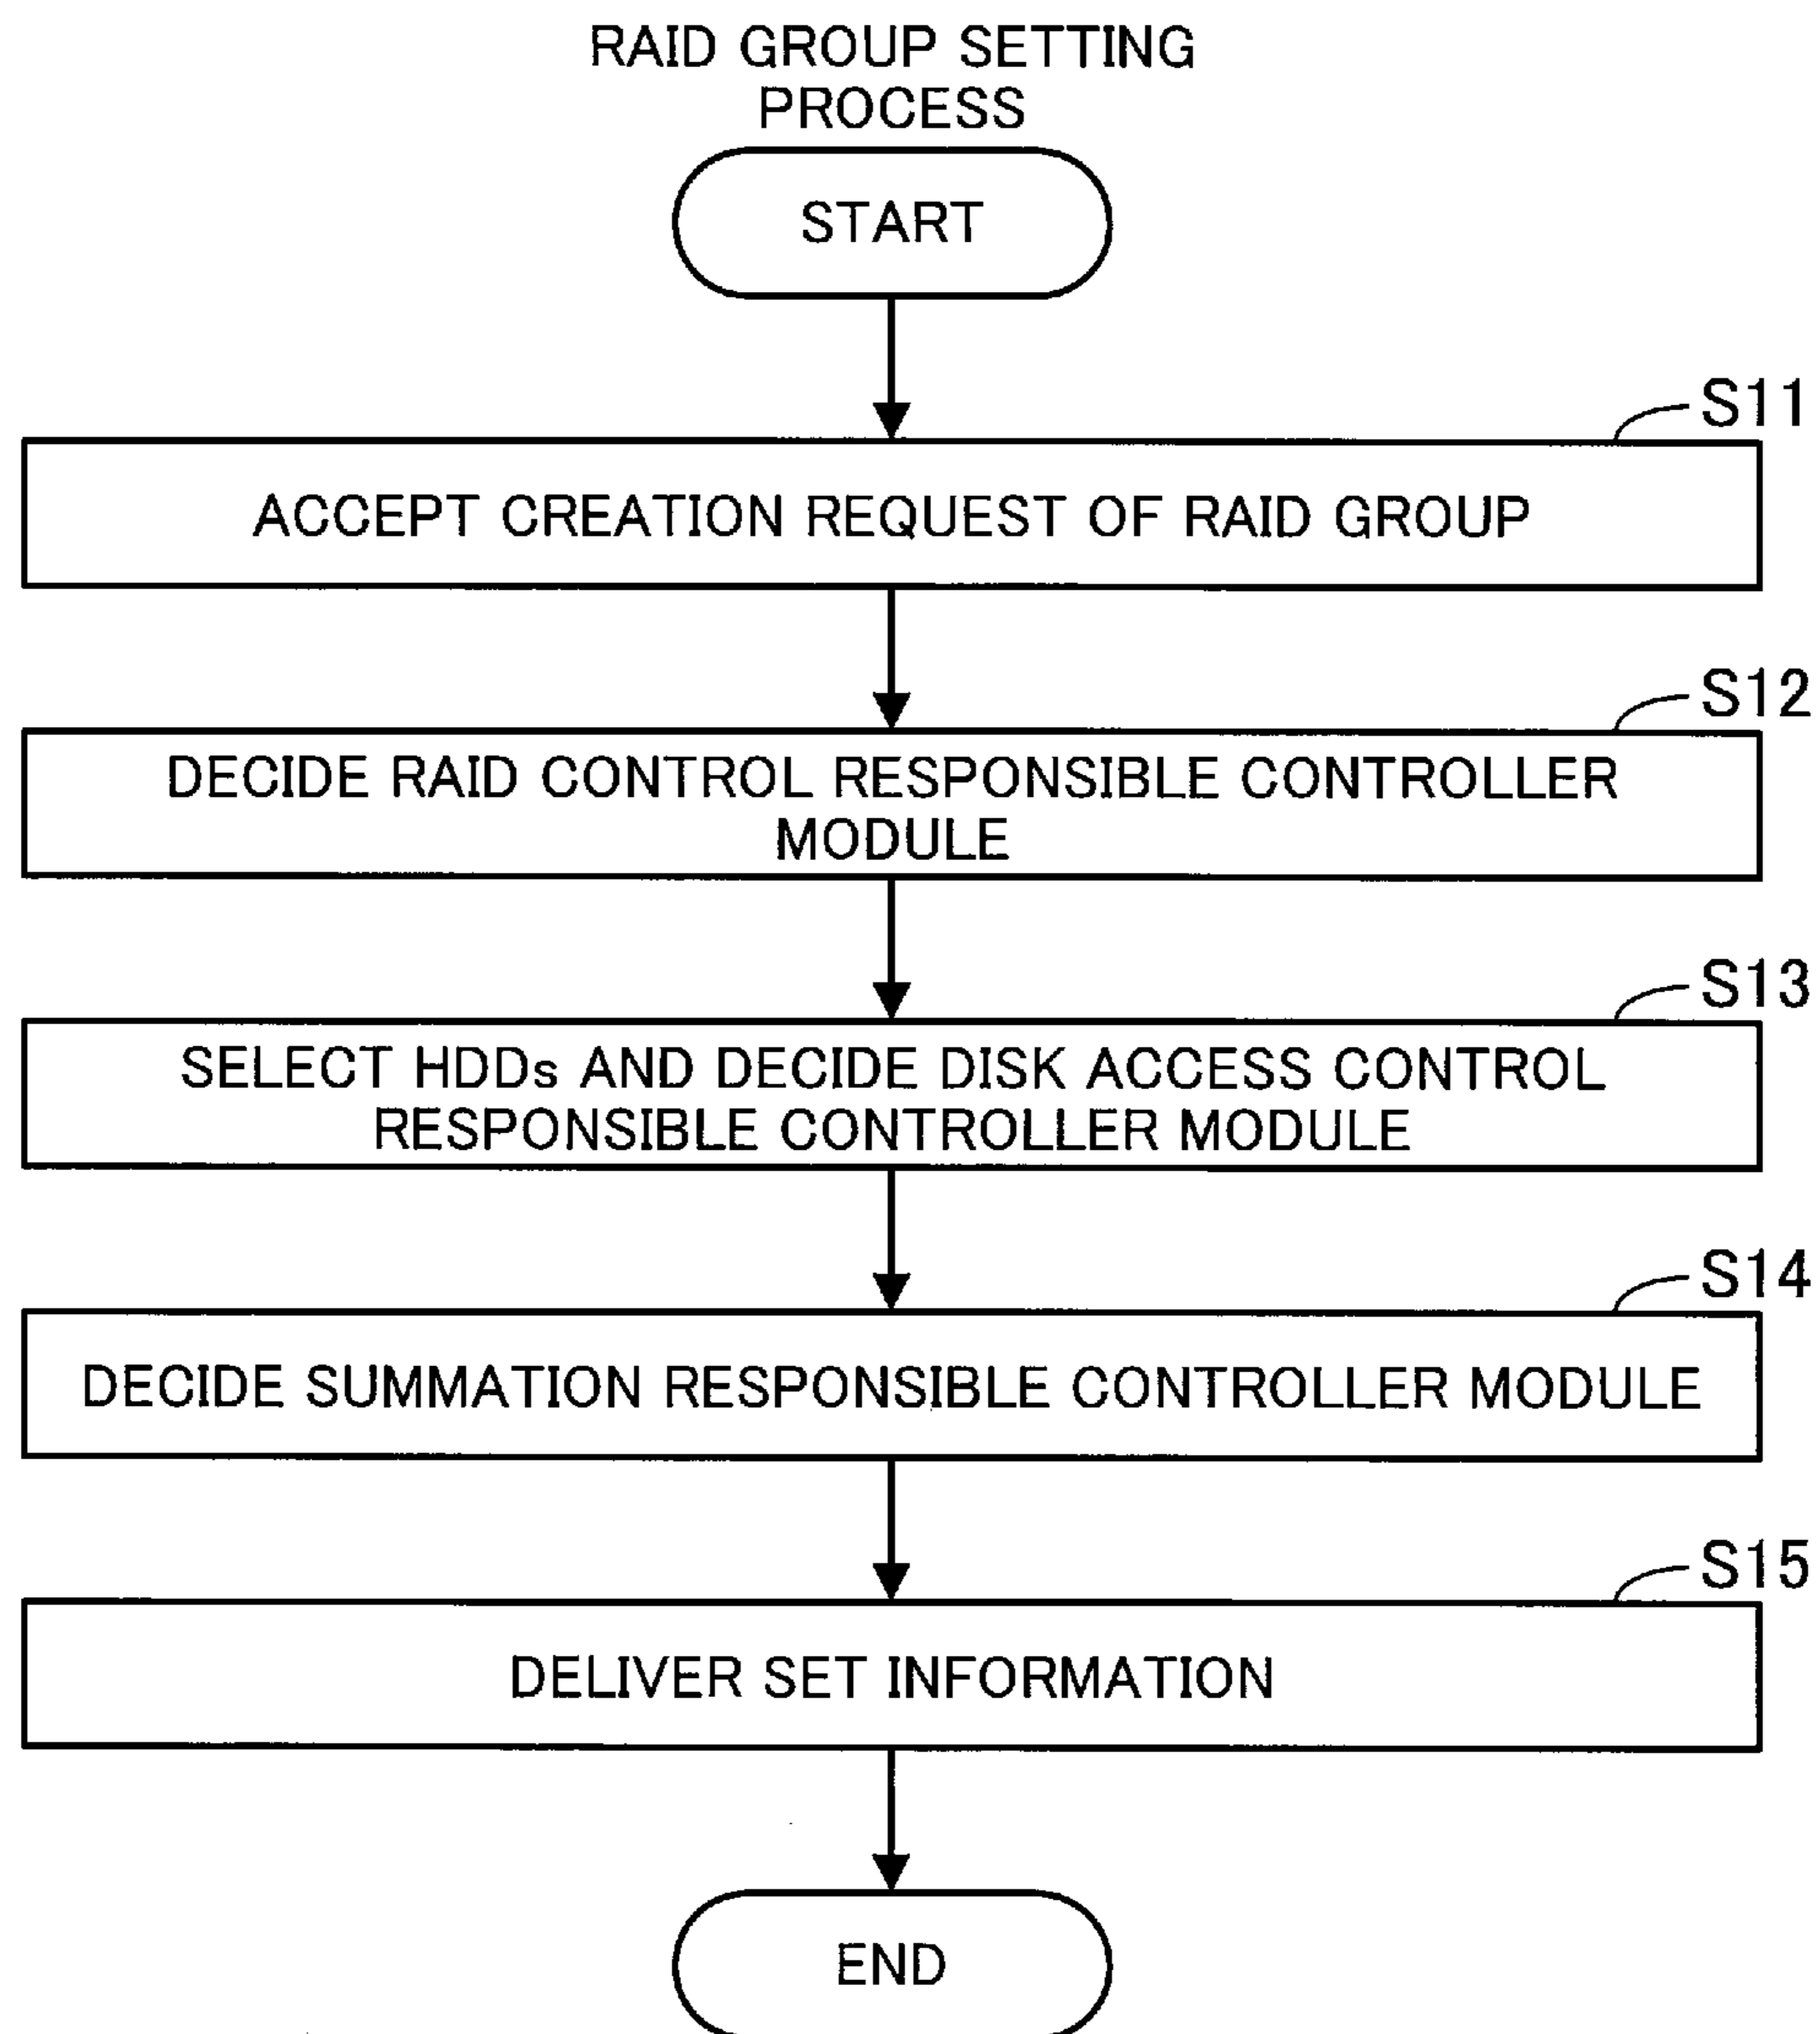 RAID GROUP SETTING
PROCESS
START
S11
ACCEPT CREATION REQUEST OF RAID GROUP
S12
DECIDE RAID CONTROL RESPONSIBLE CONTROLLER
MODULE
S13
SELECT HDDs AND DECIDE DISK ACCESS CONTROL
RESPONSIBLE CONTROLLER MODULE
S14
DECIDE SUMMATION RESPONSIBLE CONTROLLER MODULE
S15
DELIVER SET INFORMATION
END